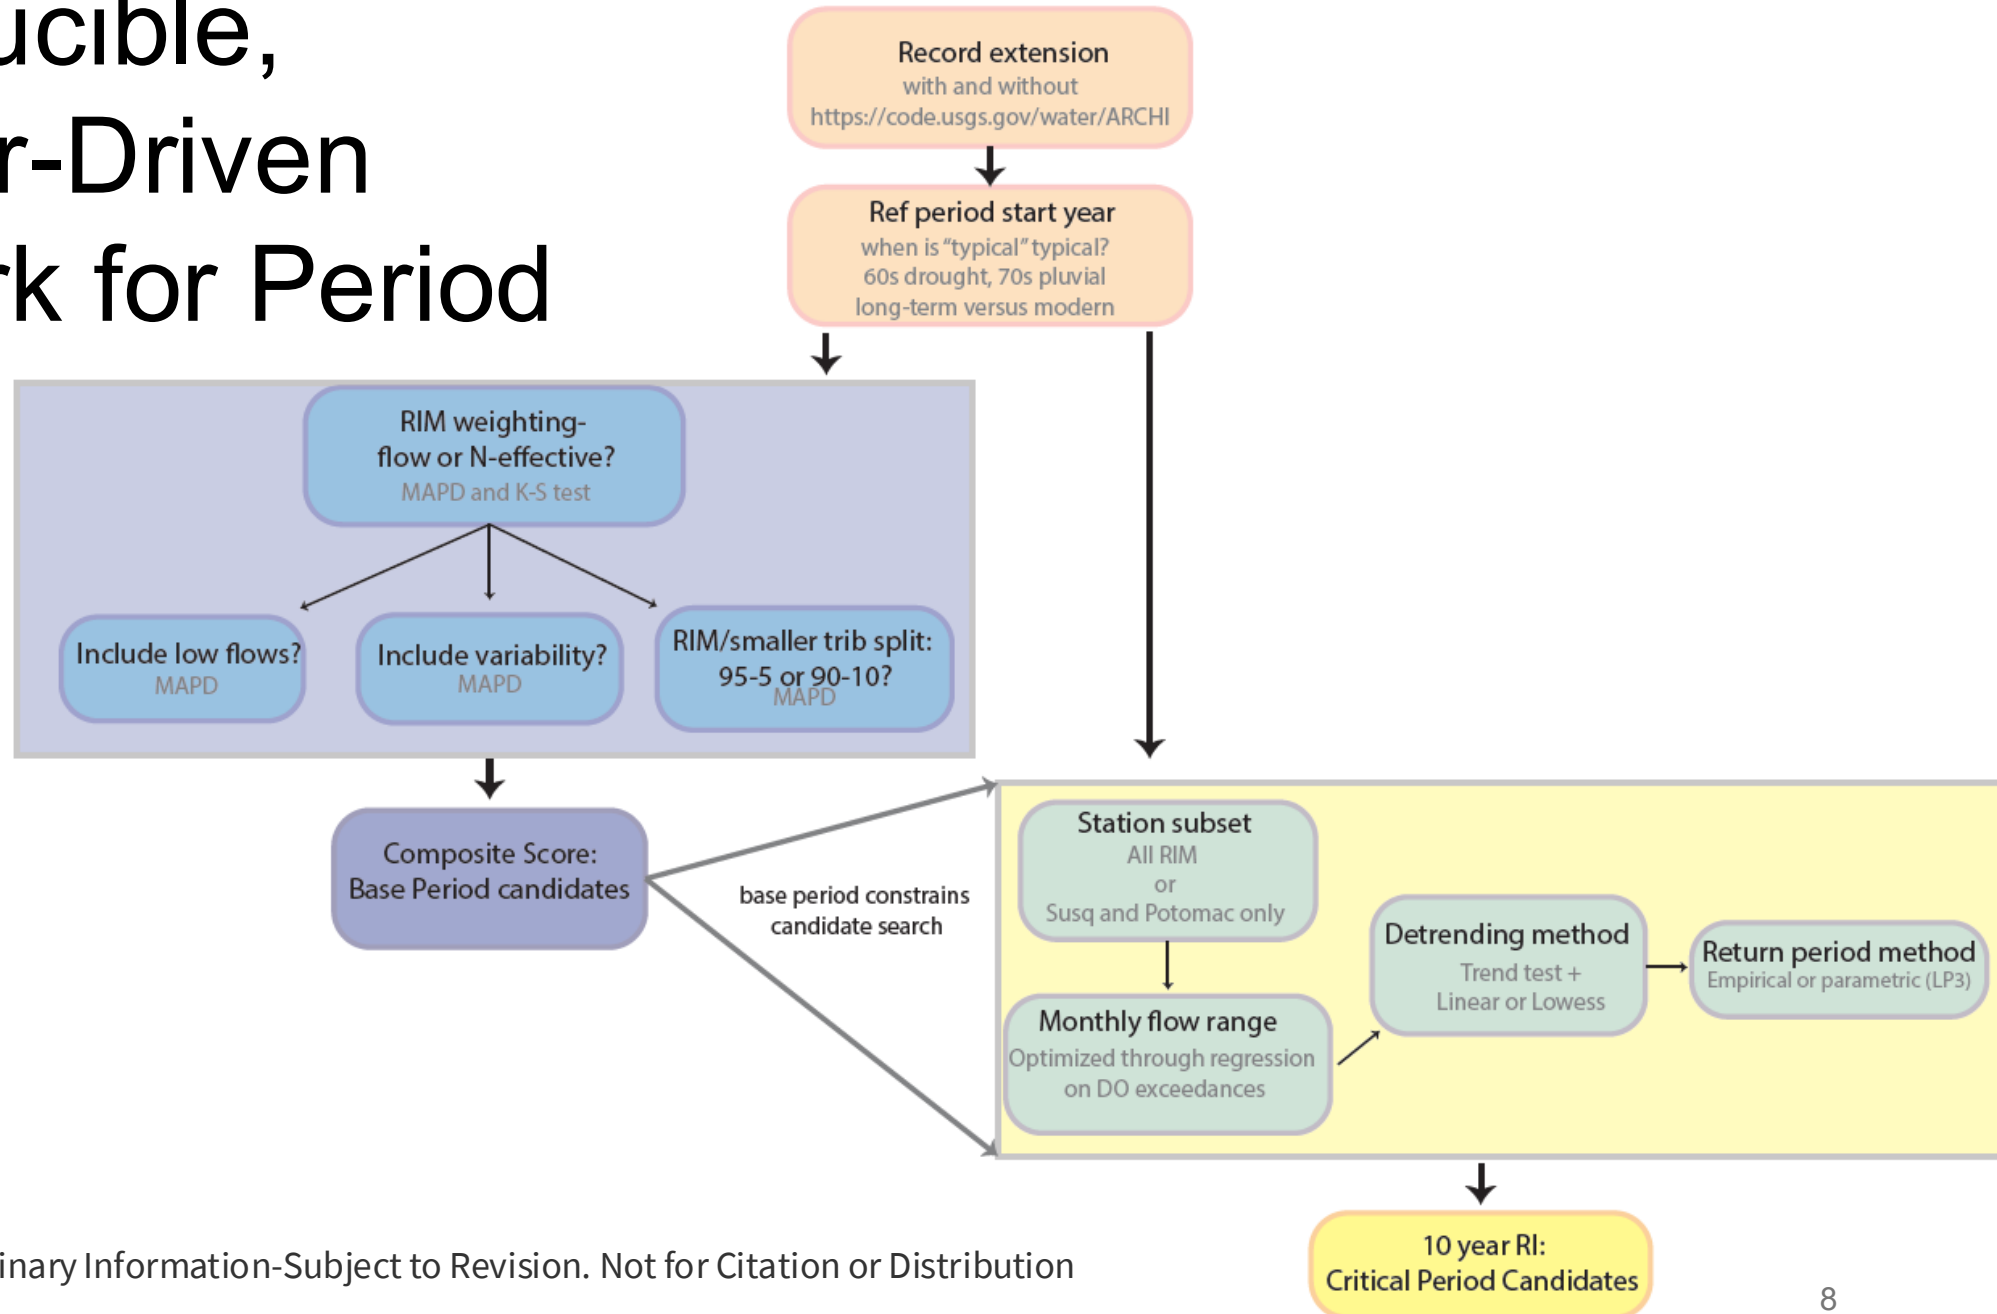 ucible,
r-Driven
rk for Period
Record extension
with and without
https://code.usgs.gov/water/ARCHI
Ref period start year
when is “typical” typical?
60s drought, 70s pluvial
long-term versus modern
RIM weighting-
flow or N-effective?
MAPD and K-S test
Include low flows?
MAPD
Include variability?
MAPD
RIM/smaller trib split:
95-5 or 90-10?
MAPD
Composite Score:
Base Period candidates
base period constrains
candidate search
Station subset
All RIM
or
Susq and Potomac only
Monthly flow range
Optimized through regression
on DO exceedances
Detrending method
Trend test +
Linear or Lowess
Return period method
Empirical or parametric (LP3)
10 year RI:
Critical Period Candidates
inary Information-Subject to Revision. Not for Citation or Distribution
8